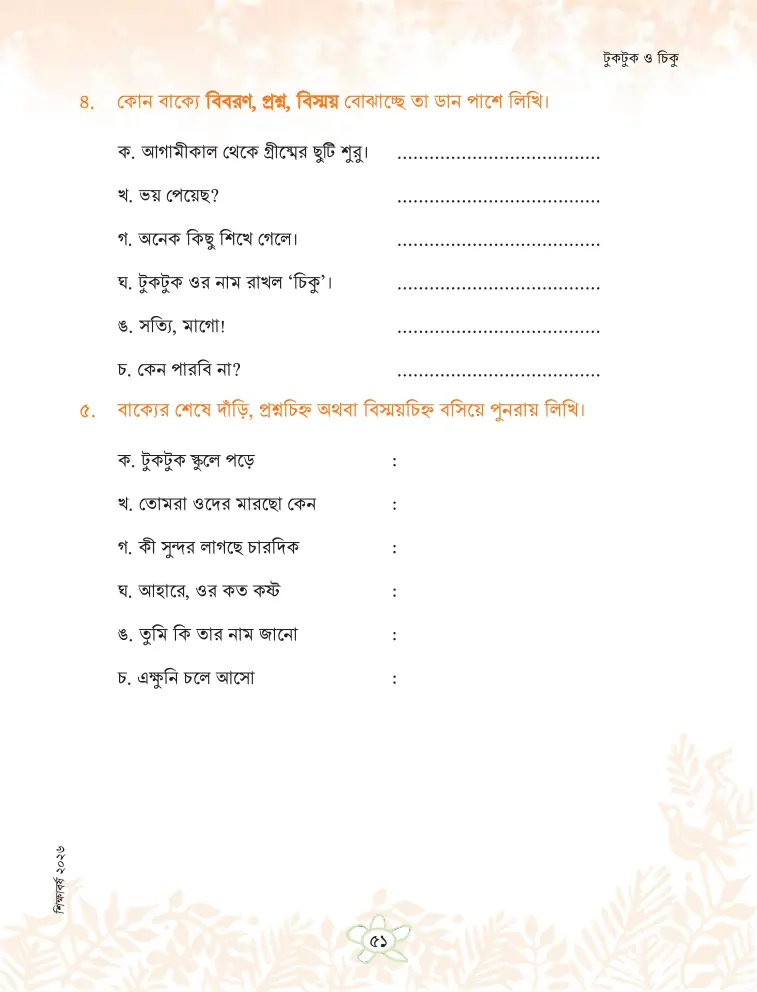 টুকটুক ও চিকু
৪. কোন বাক্যে বিবরণ, প্রশ্ন, বিস্ময় বোঝাচ্ছে তা ডান পাশে লিখি।
ক. আগামীকাল থেকে গ্রীষ্মের ছুটি শুরু। ......................................
খ. ভয় পেয়েছ? ......................................
গ. অনেক কিছু শিখে গেলে। ......................................
ঘ. টুকটুক ওর নাম রাখল ‘চিকু’। ......................................
ঙ. সত্যি, মাগো! ......................................
চ. কেন পারবি না? ......................................
৫. বাক্যের শেষে দাঁড়ি, প্রশ্নচিহ্ন অথবা বিস্ময়চিহ্ন বসিয়ে পুনরায় লিখি।
ক. টুকটুক স্কুলে পড়ে :
খ. তোমরা ওদের মারছো কেন :
গ. কী সুন্দর লাগছে চারদিক :
ঘ. আহারে, ওর কত কষ্ট :
ঙ. তুমি কি তার নাম জানো :
চ. এক্ষুনি চলে আসো :
শিক্ষাবর্ষ ২০২৬
৫১